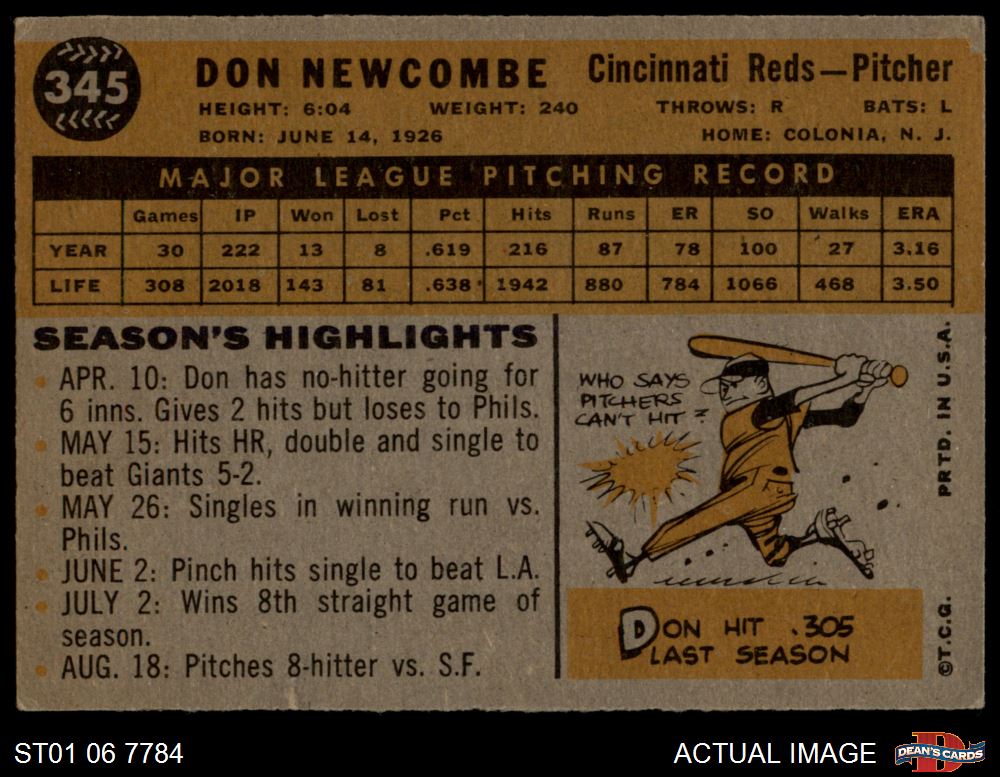 345
DON NEWCOMBE
Cincinnati Reds—Pitcher
HEIGHT: 6:04 WEIGHT: 240 THROWS: R BATS: L
BORN: JUNE 14, 1926 HOME: COLONIA, N. J.
MAJOR LEAGUE PITCHING RECORD
Games IP Won Lost Pct Hits Runs ER SO Walks ERA
YEAR 30 222 13 8 .619 216 87 78 100 27 3.16
LIFE 308 2018 143 81 .638 1942 880 784 1066 468 3.50
SEASON'S HIGHLIGHTS
• APR. 10: Don has no-hitter going for
6 inns. Gives 2 hits but loses to Phils.
• MAY 15: Hits HR, double and single to
beat Giants 5-2.
• MAY 26: Singles in winning run vs.
Phils.
• JUNE 2: Pinch hits single to beat L.A.
• JULY 2: Wins 8th straight game of
season.
• AUG. 18: Pitches 8-hitter vs. S.F.
WHO SAYS
PITCHERS
CAN'T HIT?
DON HIT .305
LAST SEASON
PRTD. IN U.S.A.
©T.C.G.
ST01 06 7784
ACTUAL IMAGE
D
DEAN'S CARDS